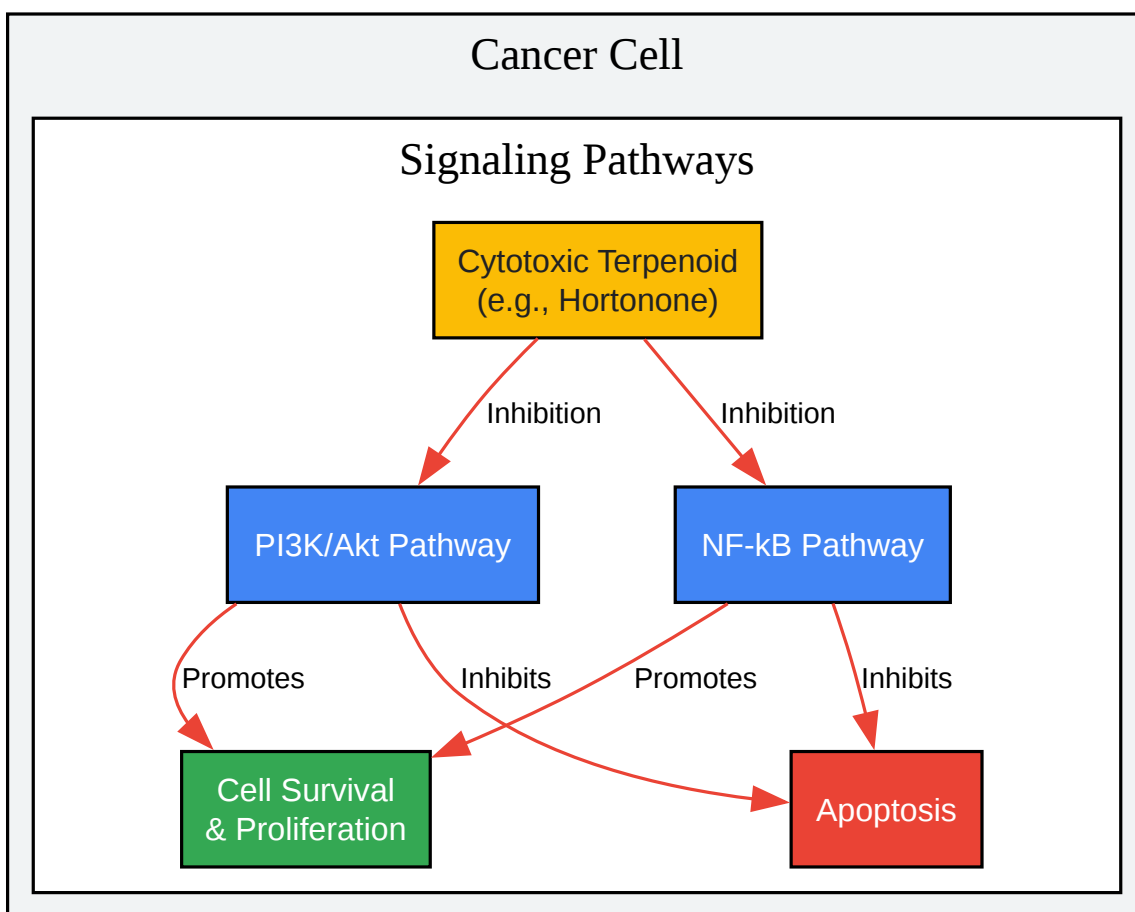 Cancer Cell
Signaling Pathways
Cytotoxic Terpenoid
(e.g., Hortonone)
Inhibition
Inhibition
PI3K/Akt Pathway
NF-kB Pathway
Promotes
Inhibits
Promotes
Inhibits
Cell Survival
& Proliferation
Apoptosis